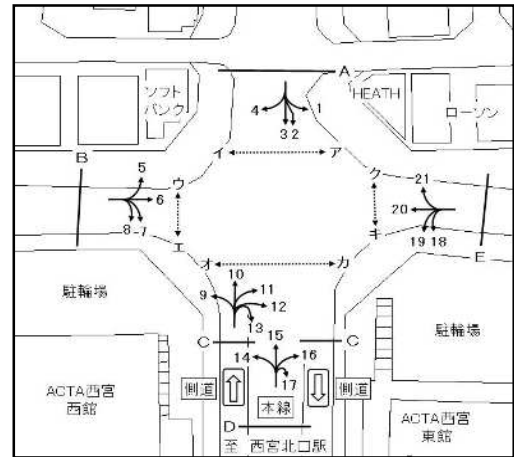 A
ソフト
バンク
HEATH
ローソン
4
1
3
2
イ
ア
B
5
ウ
ク
21
6
20
8
7
エ
キ
19
18
E
オ
カ
10
11
9
12
13
駐輪場
駐輪場
15
C
C
14
16
17
側道
側道
本線
ACTA西宮
西館
ACTA西宮
東館
D
至 西宮北口駅